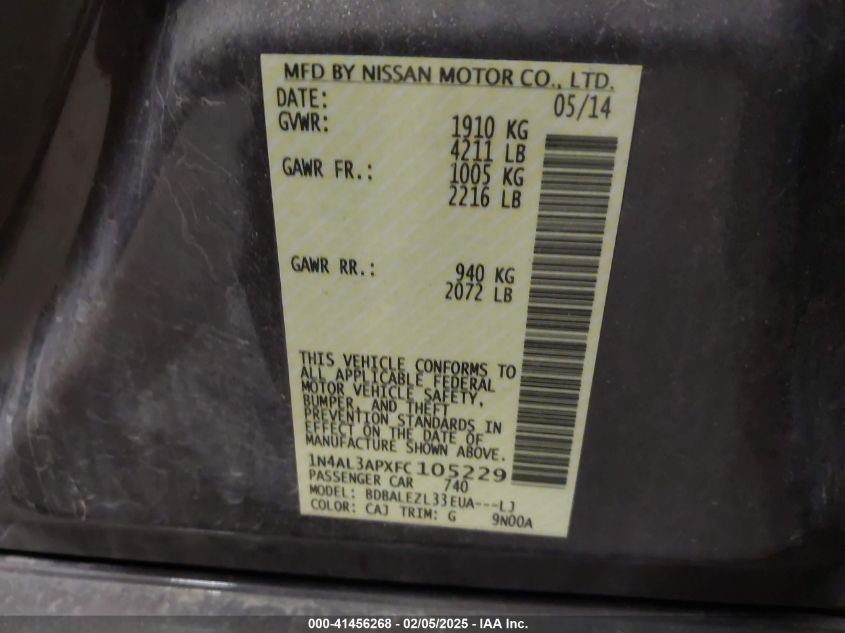 MFD BY NISSAN MOTOR CO., LTD.
DATE: 05/14
GVWR: 1910 KG
4211 LB
GAWR FR.: 1005 KG
2216 LB
GAWR RR.: 940 KG
2072 LB
THIS VEHICLE CONFORMS TO
ALL APPLICABLE FEDERAL
MOTOR VEHICLE SAFETY,
BUMPER, AND THEFT
PREVENTION STANDARDS IN
EFFECT ON THE DATE OF
MANUFACTURE SHOWN ABOVE.
1N4AL3APXFC105229
PASSENGER CAR 740
MODEL: BDBALEZL33EUA---LJ
COLOR: CAJ TRIM: G 9N00A
000-41456268 - 02/05/2025 - IAA Inc.